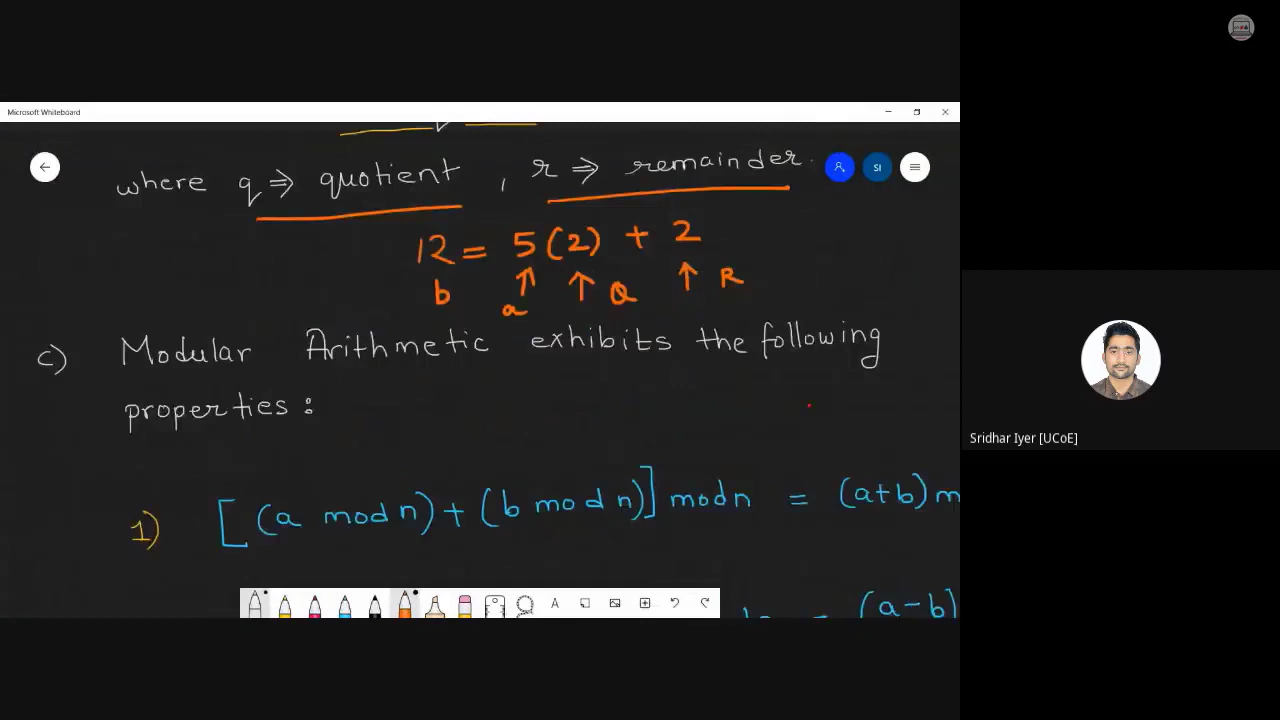 Microsoft Whiteboard
where q ⇒ quotient , r ⇒ remainder.
SI
12 = 5(2) + 2
b ↑ a ↑ Q ↑ R
c) Modular Arithmetic exhibits the following
properties:
1) [(a mod n) + (b mod n)] mod n = (a+b) m
= (a-b)
A
Sridhar Iyer [UCoE]